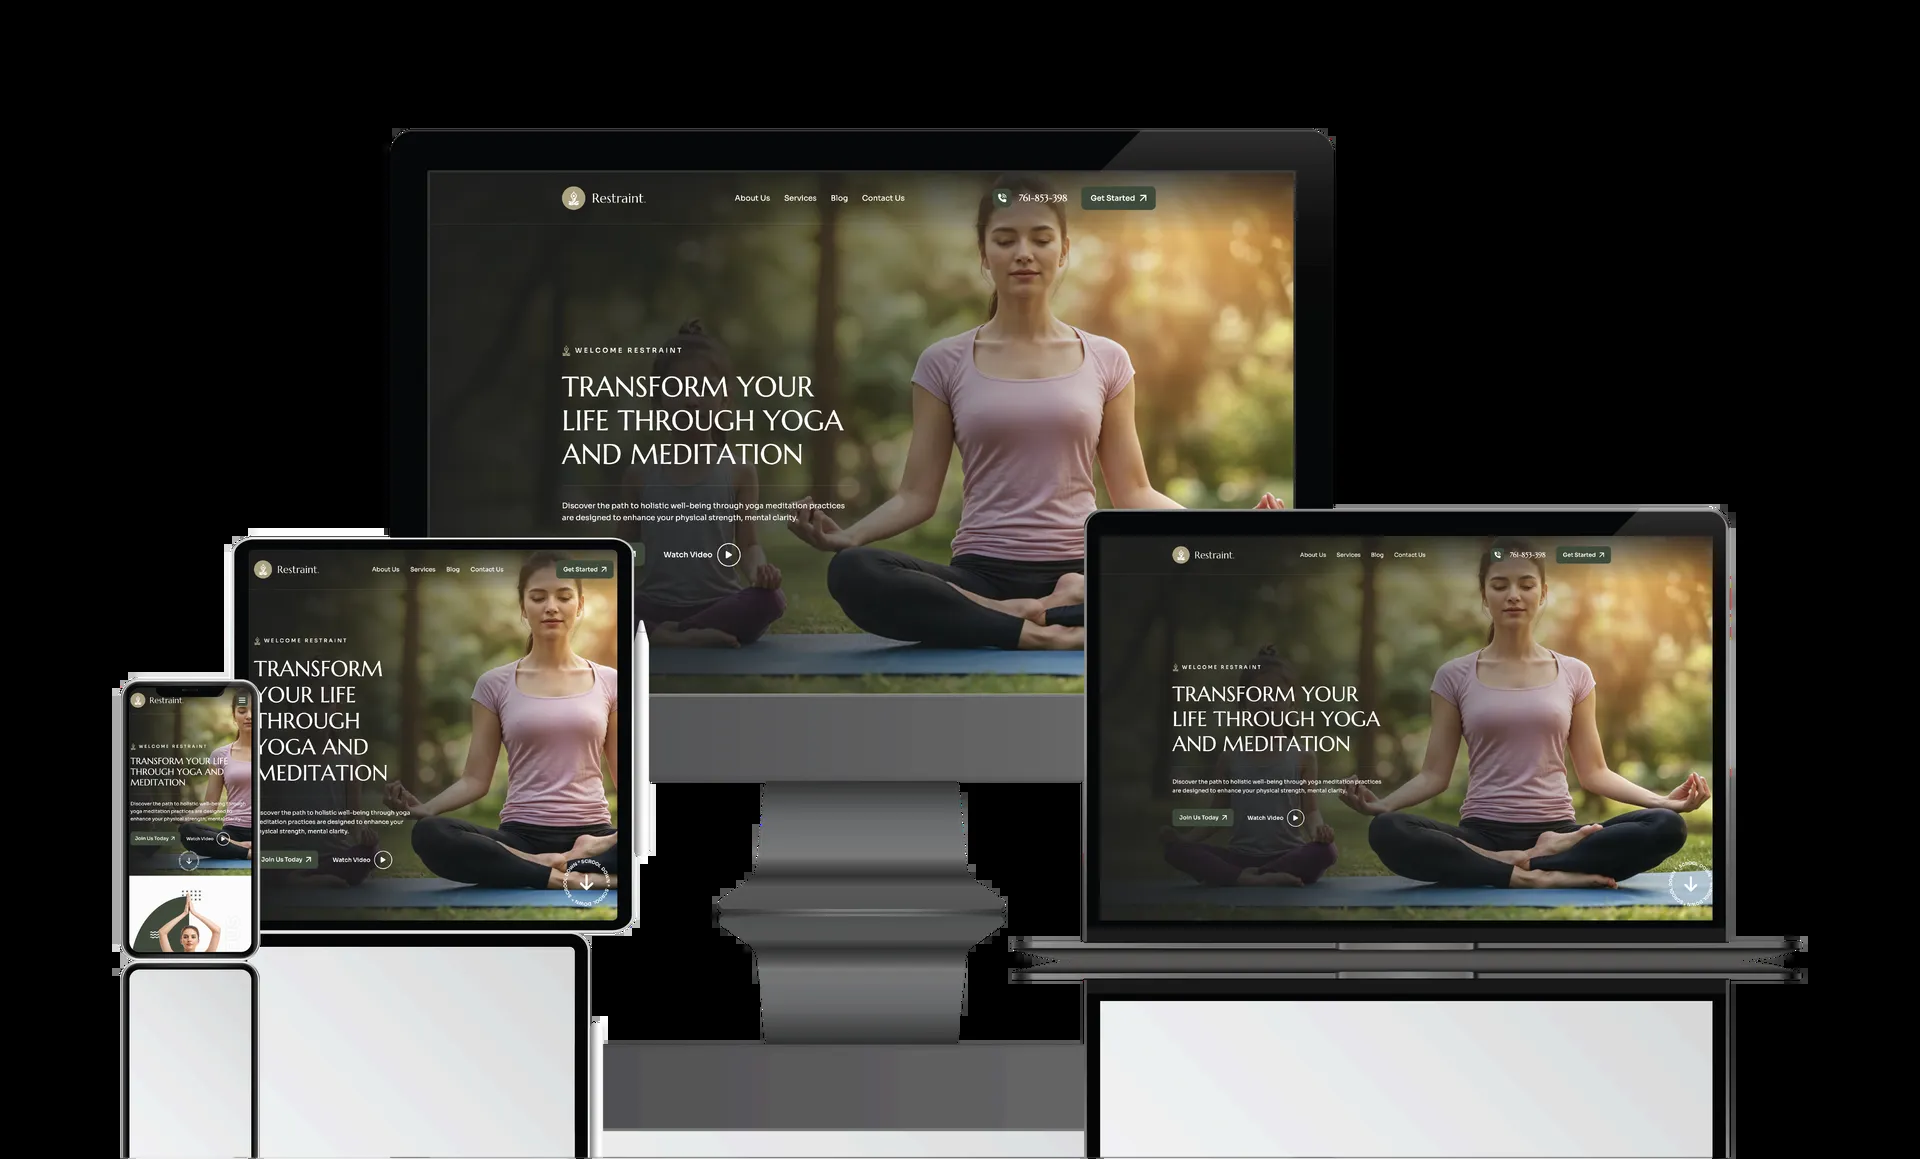 Restraint.
About Us Services Blog Contact Us
761-853-398
Get Started
WELCOME RESTRAINT
TRANSFORM YOUR
LIFE THROUGH YOGA
AND MEDITATION
Discover the path to holistic well-being through yoga meditation practices
are designed to enhance your physical strength, mental clarity.
Watch Video
Restraint.
About Us Services Blog Contact Us
Get Started
WELCOME RESTRAINT
TRANSFORM
YOUR LIFE
THROUGH
YOGA AND
MEDITATION
scover the path to holistic well-being through yoga
editation practices are designed to enhance your
ysical strength, mental clarity.
Join Us Today
Watch Video
Restraint.
WELCOME RESTRAINT
TRANSFORM YOUR LIFE
THROUGH YOGA AND
MEDITATION
Discover the path to holistic well-being through
yoga meditation practices are designed to
enhance your physical strength, mental clarity.
Join Us Today
Watch Video
Restraint.
About Us Services Blog Contact Us
761-853-398
Get Started
WELCOME RESTRAINT
TRANSFORM YOUR
LIFE THROUGH YOGA
AND MEDITATION
Discover the path to holistic well-being through yoga meditation practices
are designed to enhance your physical strength, mental clarity.
Join Us Today
Watch Video